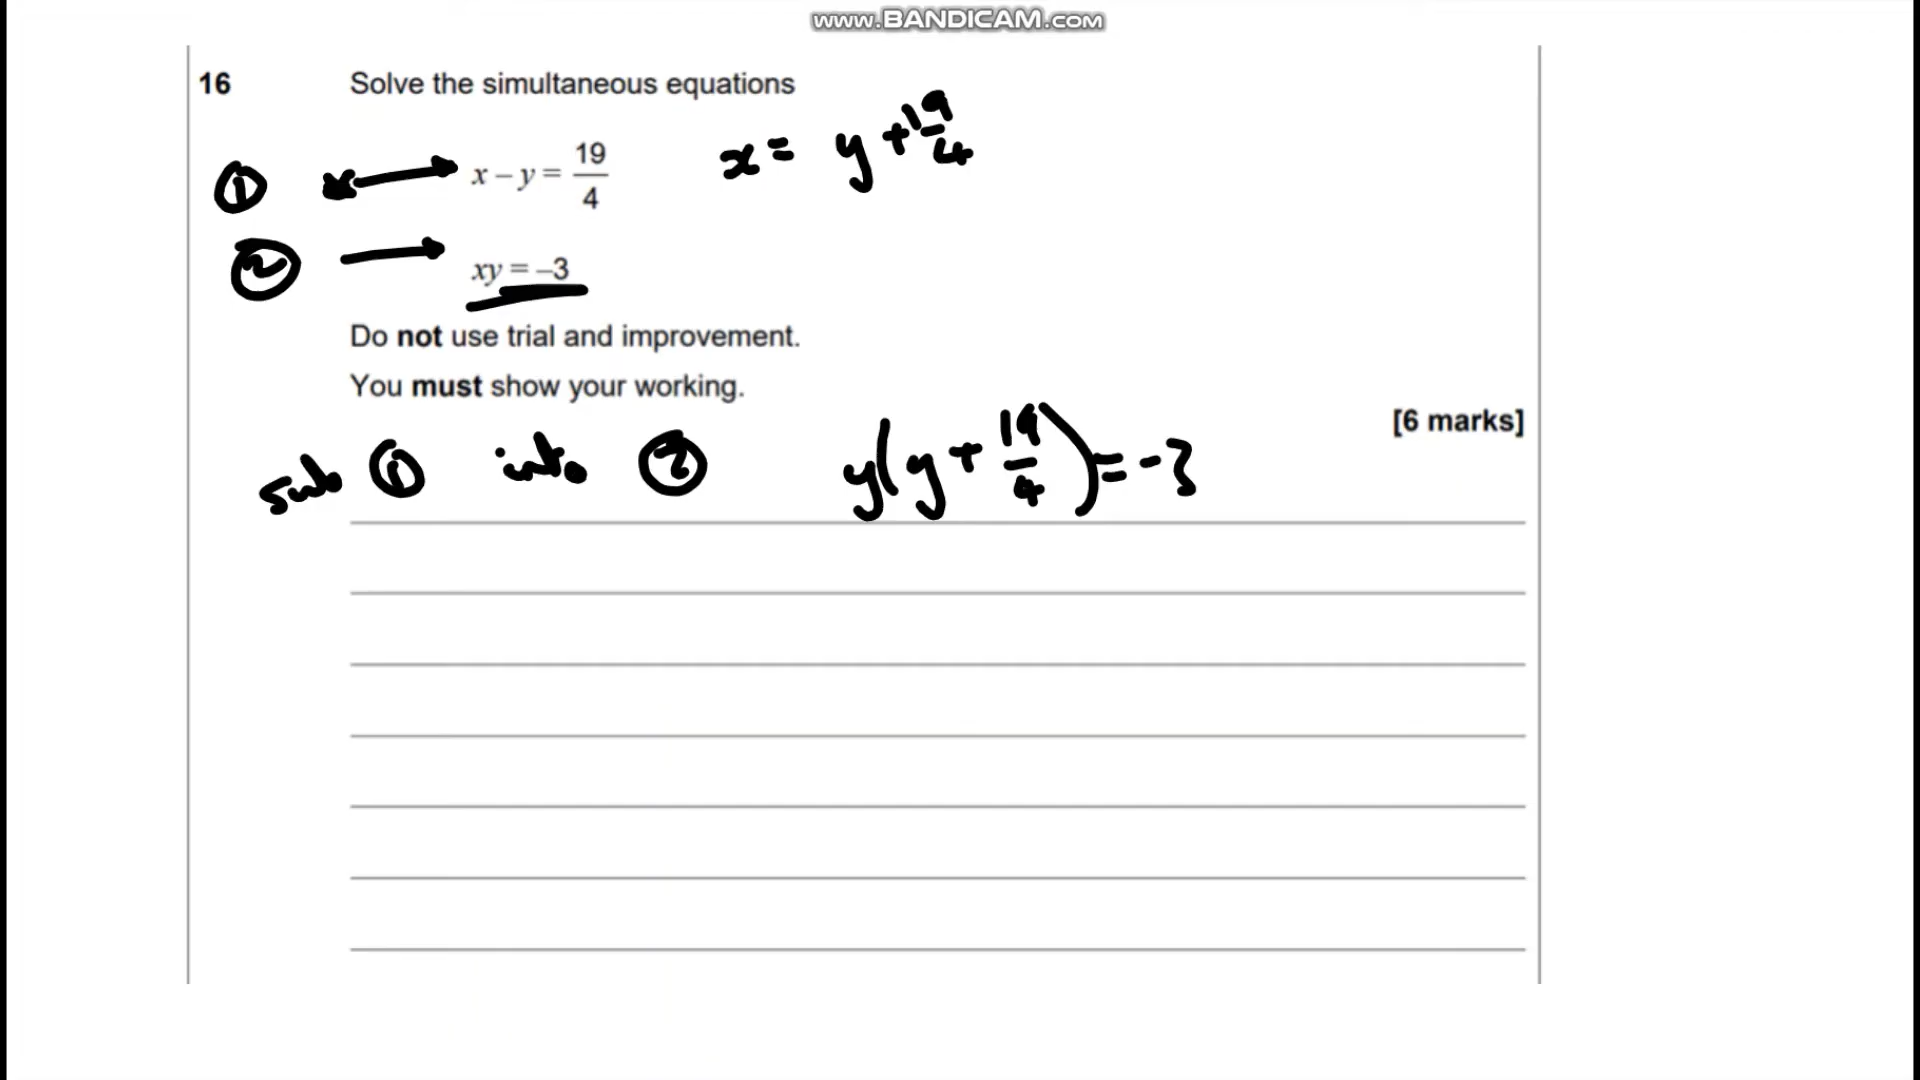 www.BANDICAM.com
16 Solve the simultaneous equations
x = y + 19/4
① x – y = 19/4
② xy = –3
Do not use trial and improvement.
You must show your working.
[6 marks]
sub ① into ② y(y + 19/4) = -3